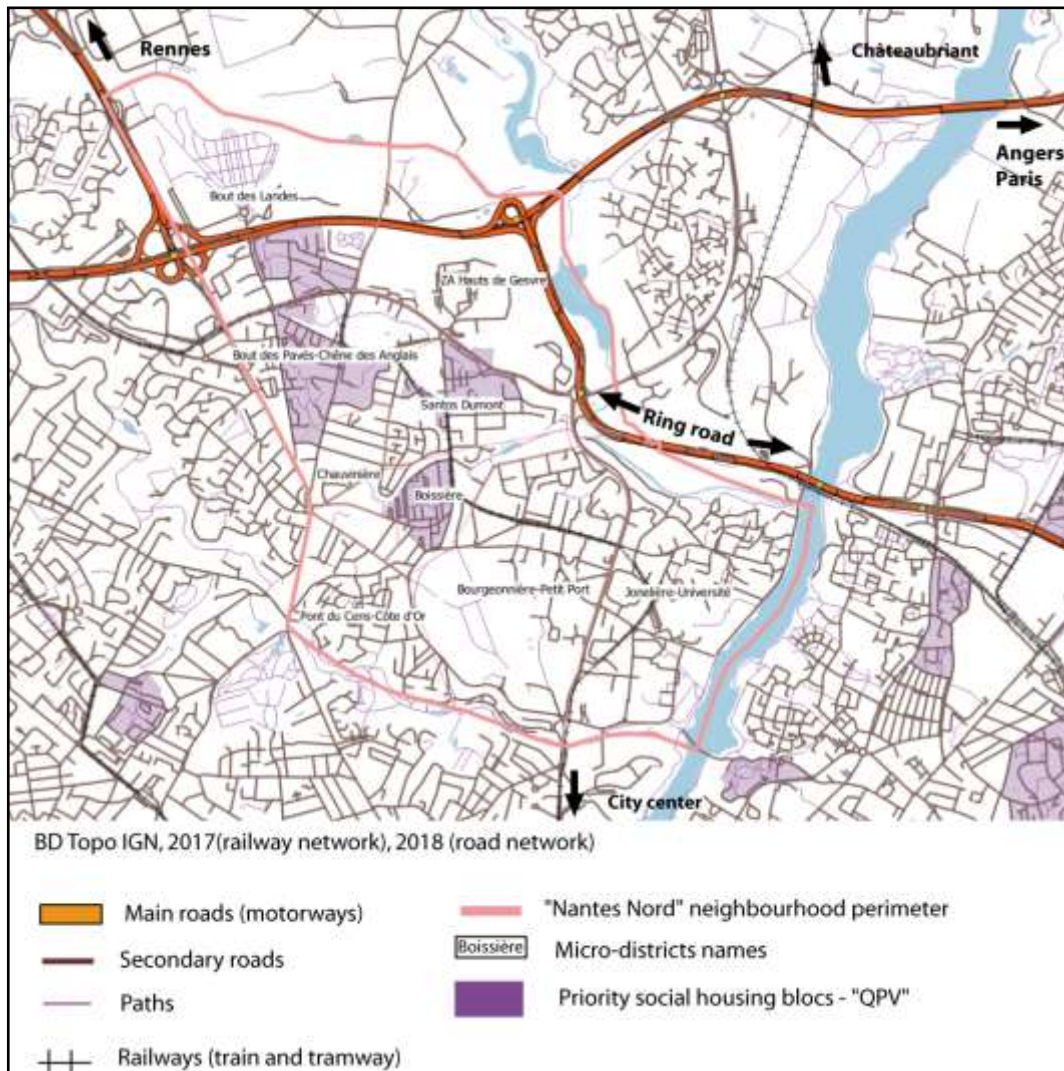 Rennes
Châteaubriant
Angers
Paris
Bout des Landes
ZA Hauts de Gesvre
Bout des Pavés-Chêne des Anglais
Santos Dumont
Ring road
Chauvinière
Boissière
Bourgeonnière-Petit Port
Jonelière-Université
Pont du Cens-Côte d'Or
City center
BD Topo IGN, 2017(railway network), 2018 (road network)
Main roads (motorways)
"Nantes Nord" neighbourhood perimeter
Secondary roads
Boissière
Micro-districts names
Paths
Priority social housing blocs - "QPV"
Railways (train and tramway)